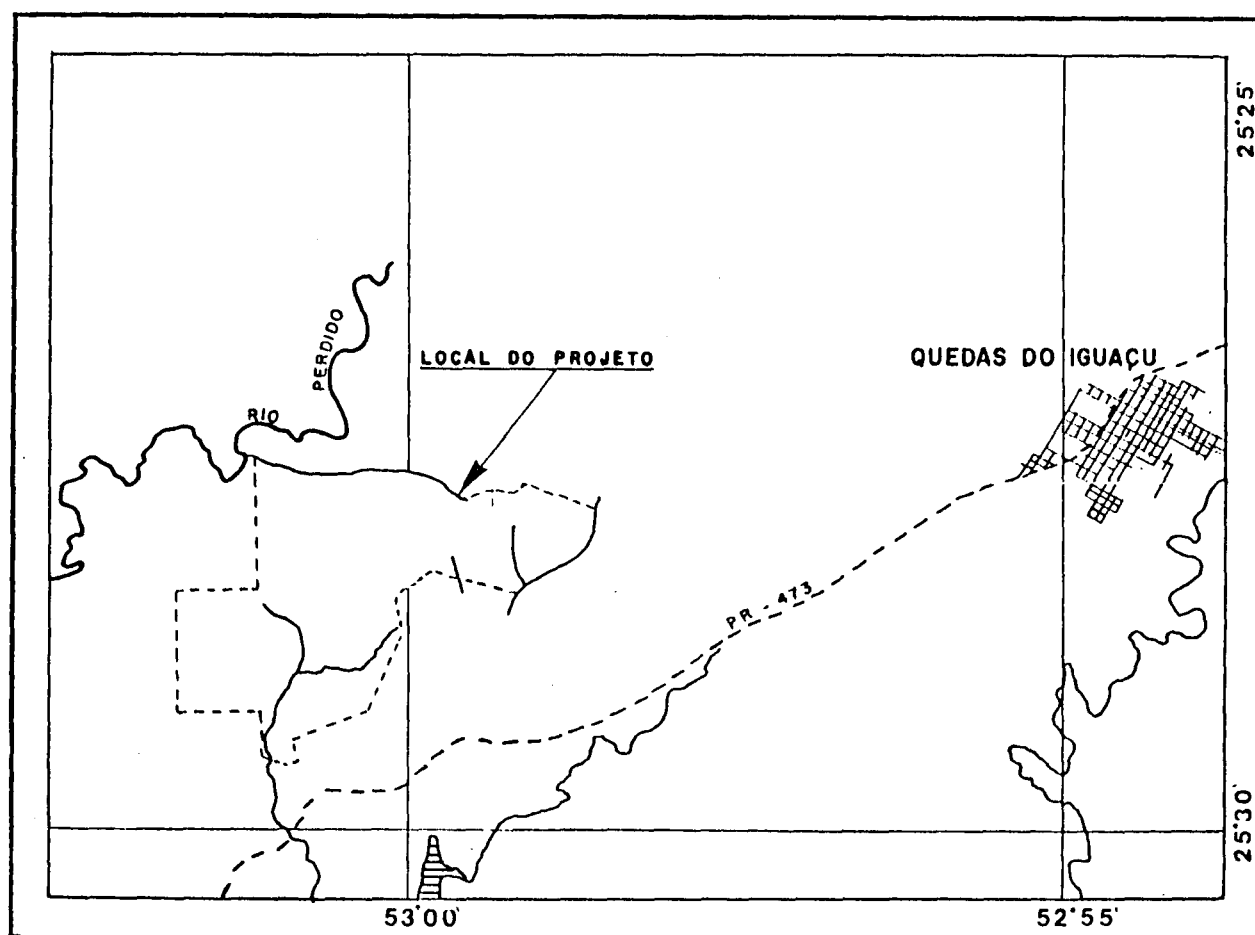 25°25'
PERDIDO
LOCAL DO PROJETO
QUEDAS DO IGUAÇU
RIO
PR - 473
25°30'
53°00'
52°55'